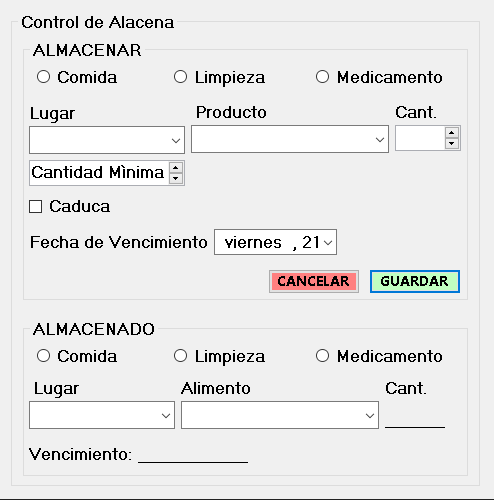 Control de Alacena
ALMACENAR
Comida Limpieza Medicamento
Lugar Producto Cant.
Cantidad Mìnima
Caduca
Fecha de Vencimiento viernes , 21
CANCELAR GUARDAR
ALMACENADO
Comida Limpieza Medicamento
Lugar Alimento Cant.
Vencimiento: